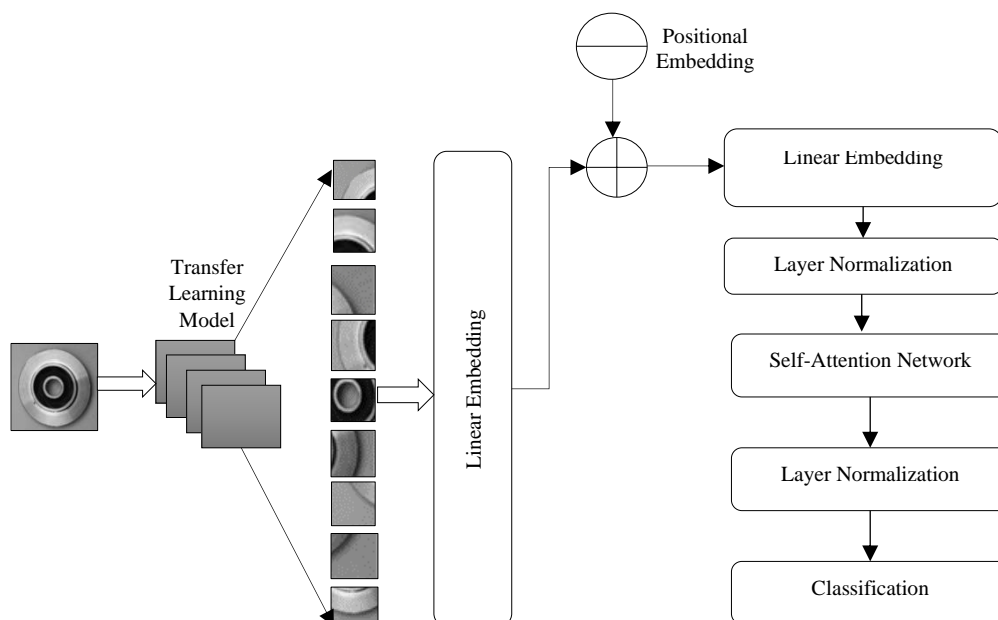 Positional
Embedding
Linear Embedding
Transfer
Learning
Model
Linear Embedding
Layer Normalization
Self-Attention Network
Layer Normalization
Classification